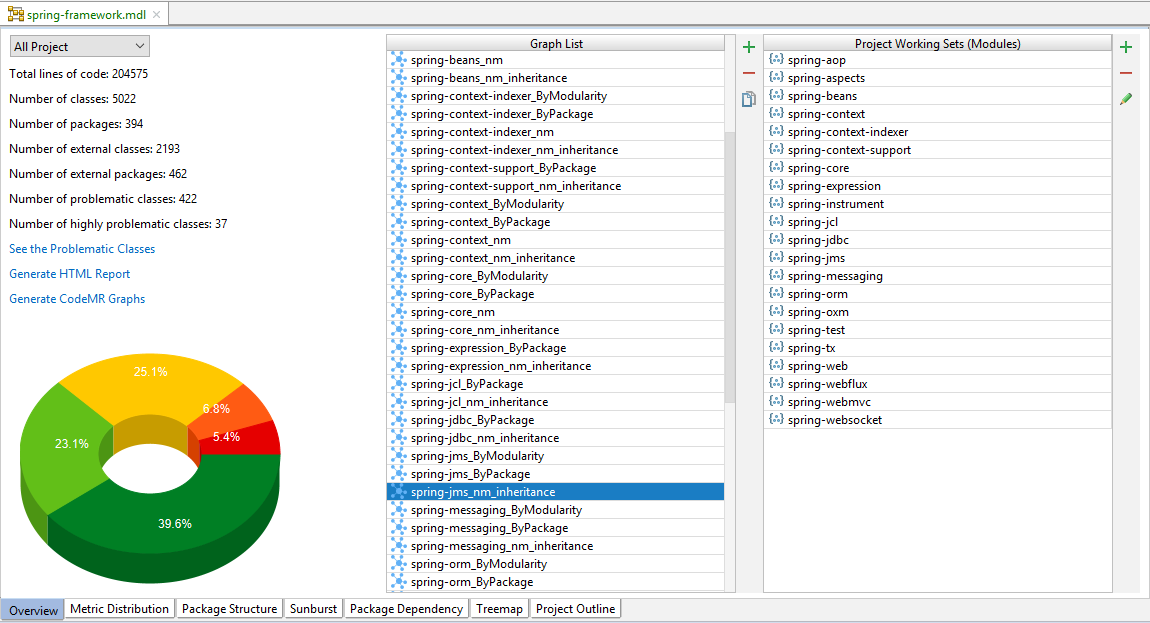 spring-framework.mdl
All Project
Total lines of code: 204575
Number of classes: 5022
Number of packages: 394
Number of external classes: 2193
Number of external packages: 462
Number of problematic classes: 422
Number of highly problematic classes: 37
See the Problematic Classes
Generate HTML Report
Generate CodeMR Graphs
25.1%
6.8%
5.4%
23.1%
39.6%
Graph List
spring-beans_nm
spring-beans_nm_inheritance
spring-context-indexer_ByModularity
spring-context-indexer_ByPackage
spring-context-indexer_nm
spring-context-indexer_nm_inheritance
spring-context-support_ByPackage
spring-context-support_nm_inheritance
spring-context_ByModularity
spring-context_ByPackage
spring-context_nm
spring-context_nm_inheritance
spring-core_ByModularity
spring-core_ByPackage
spring-core_nm
spring-core_nm_inheritance
spring-expression_ByPackage
spring-expression_nm_inheritance
spring-jcl_ByPackage
spring-jcl_nm_inheritance
spring-jdbc_ByPackage
spring-jdbc_nm_inheritance
spring-jms_ByModularity
spring-jms_ByPackage
spring-jms_nm_inheritance
spring-messaging_ByModularity
spring-messaging_ByPackage
spring-messaging_nm_inheritance
spring-orm_ByModularity
spring-orm_ByPackage
Project Working Sets (Modules)
spring-aop
spring-aspects
spring-beans
spring-context
spring-context-indexer
spring-context-support
spring-core
spring-expression
spring-instrument
spring-jcl
spring-jdbc
spring-jms
spring-messaging
spring-orm
spring-oxm
spring-test
spring-tx
spring-web
spring-webflux
spring-webmvc
spring-websocket
Overview
Metric Distribution
Package Structure
Sunburst
Package Dependency
Treemap
Project Outline